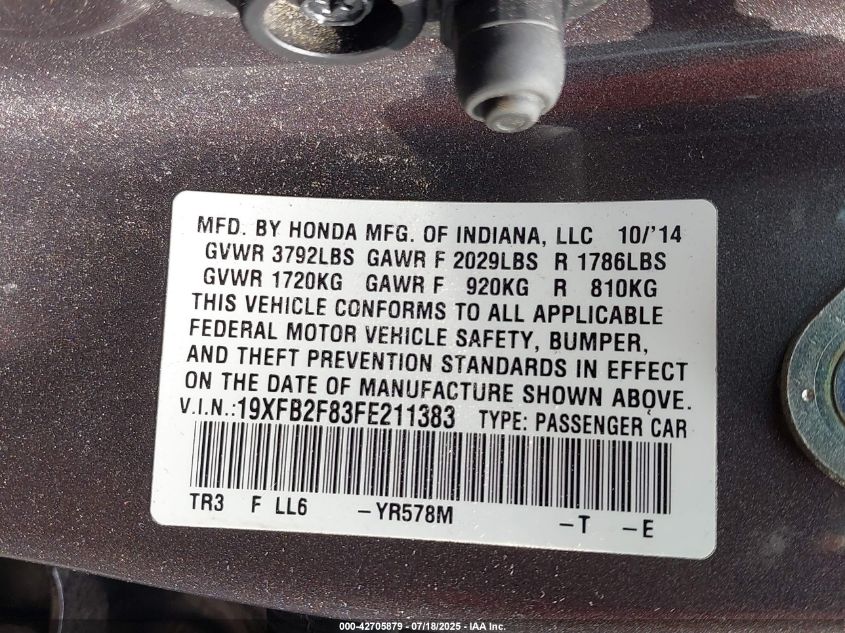 MFD. BY HONDA MFG. OF INDIANA, LLC 10/'14
GVWR 3792LBS GAWR F 2029LBS R 1786LBS
GVWR 1720KG GAWR F 920KG R 810KG
THIS VEHICLE CONFORMS TO ALL APPLICABLE
FEDERAL MOTOR VEHICLE SAFETY, BUMPER,
AND THEFT PREVENTION STANDARDS IN EFFECT
ON THE DATE OF MANUFACTURE SHOWN ABOVE.
V.I.N.:19XFB2F83FE211383 TYPE: PASSENGER CAR
TR3 F LL6 -YR578M -T -E
000-42705879 / 07/18/2025 - IAA Inc.